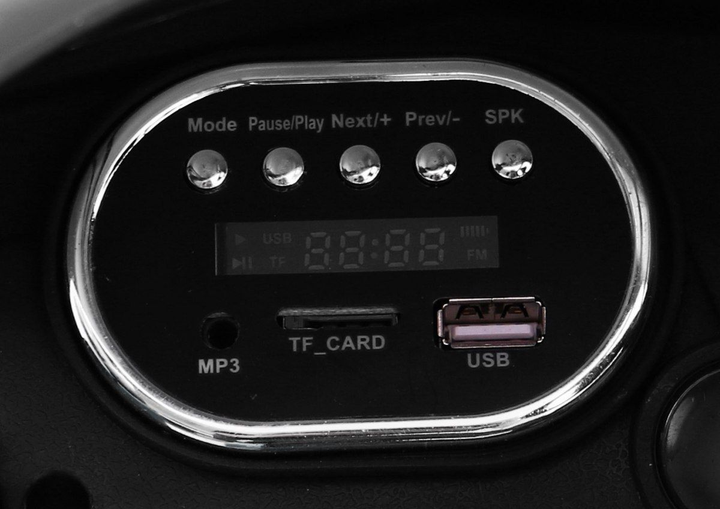 Mode Pause/Play Next/+ Prev/- SPK
USB 88:88
TF FM
MP3 TF_CARD USB